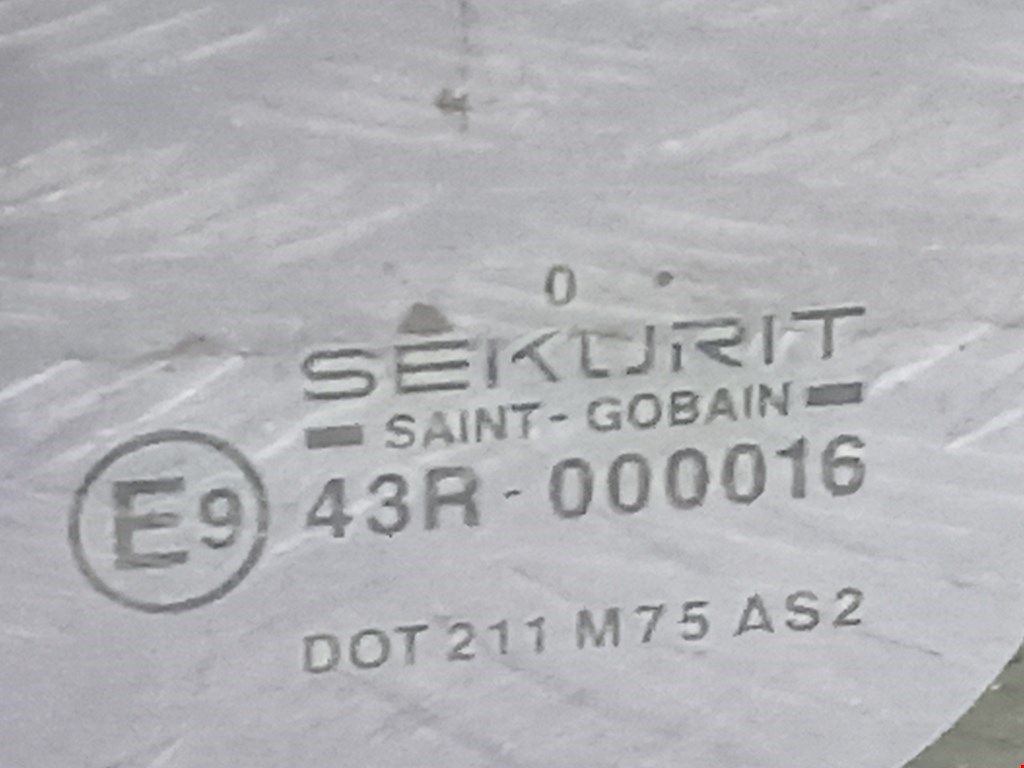 0
SEKURIT
SAINT-GOBAIN
E9 43R-000016
DOT 211 M75 AS2